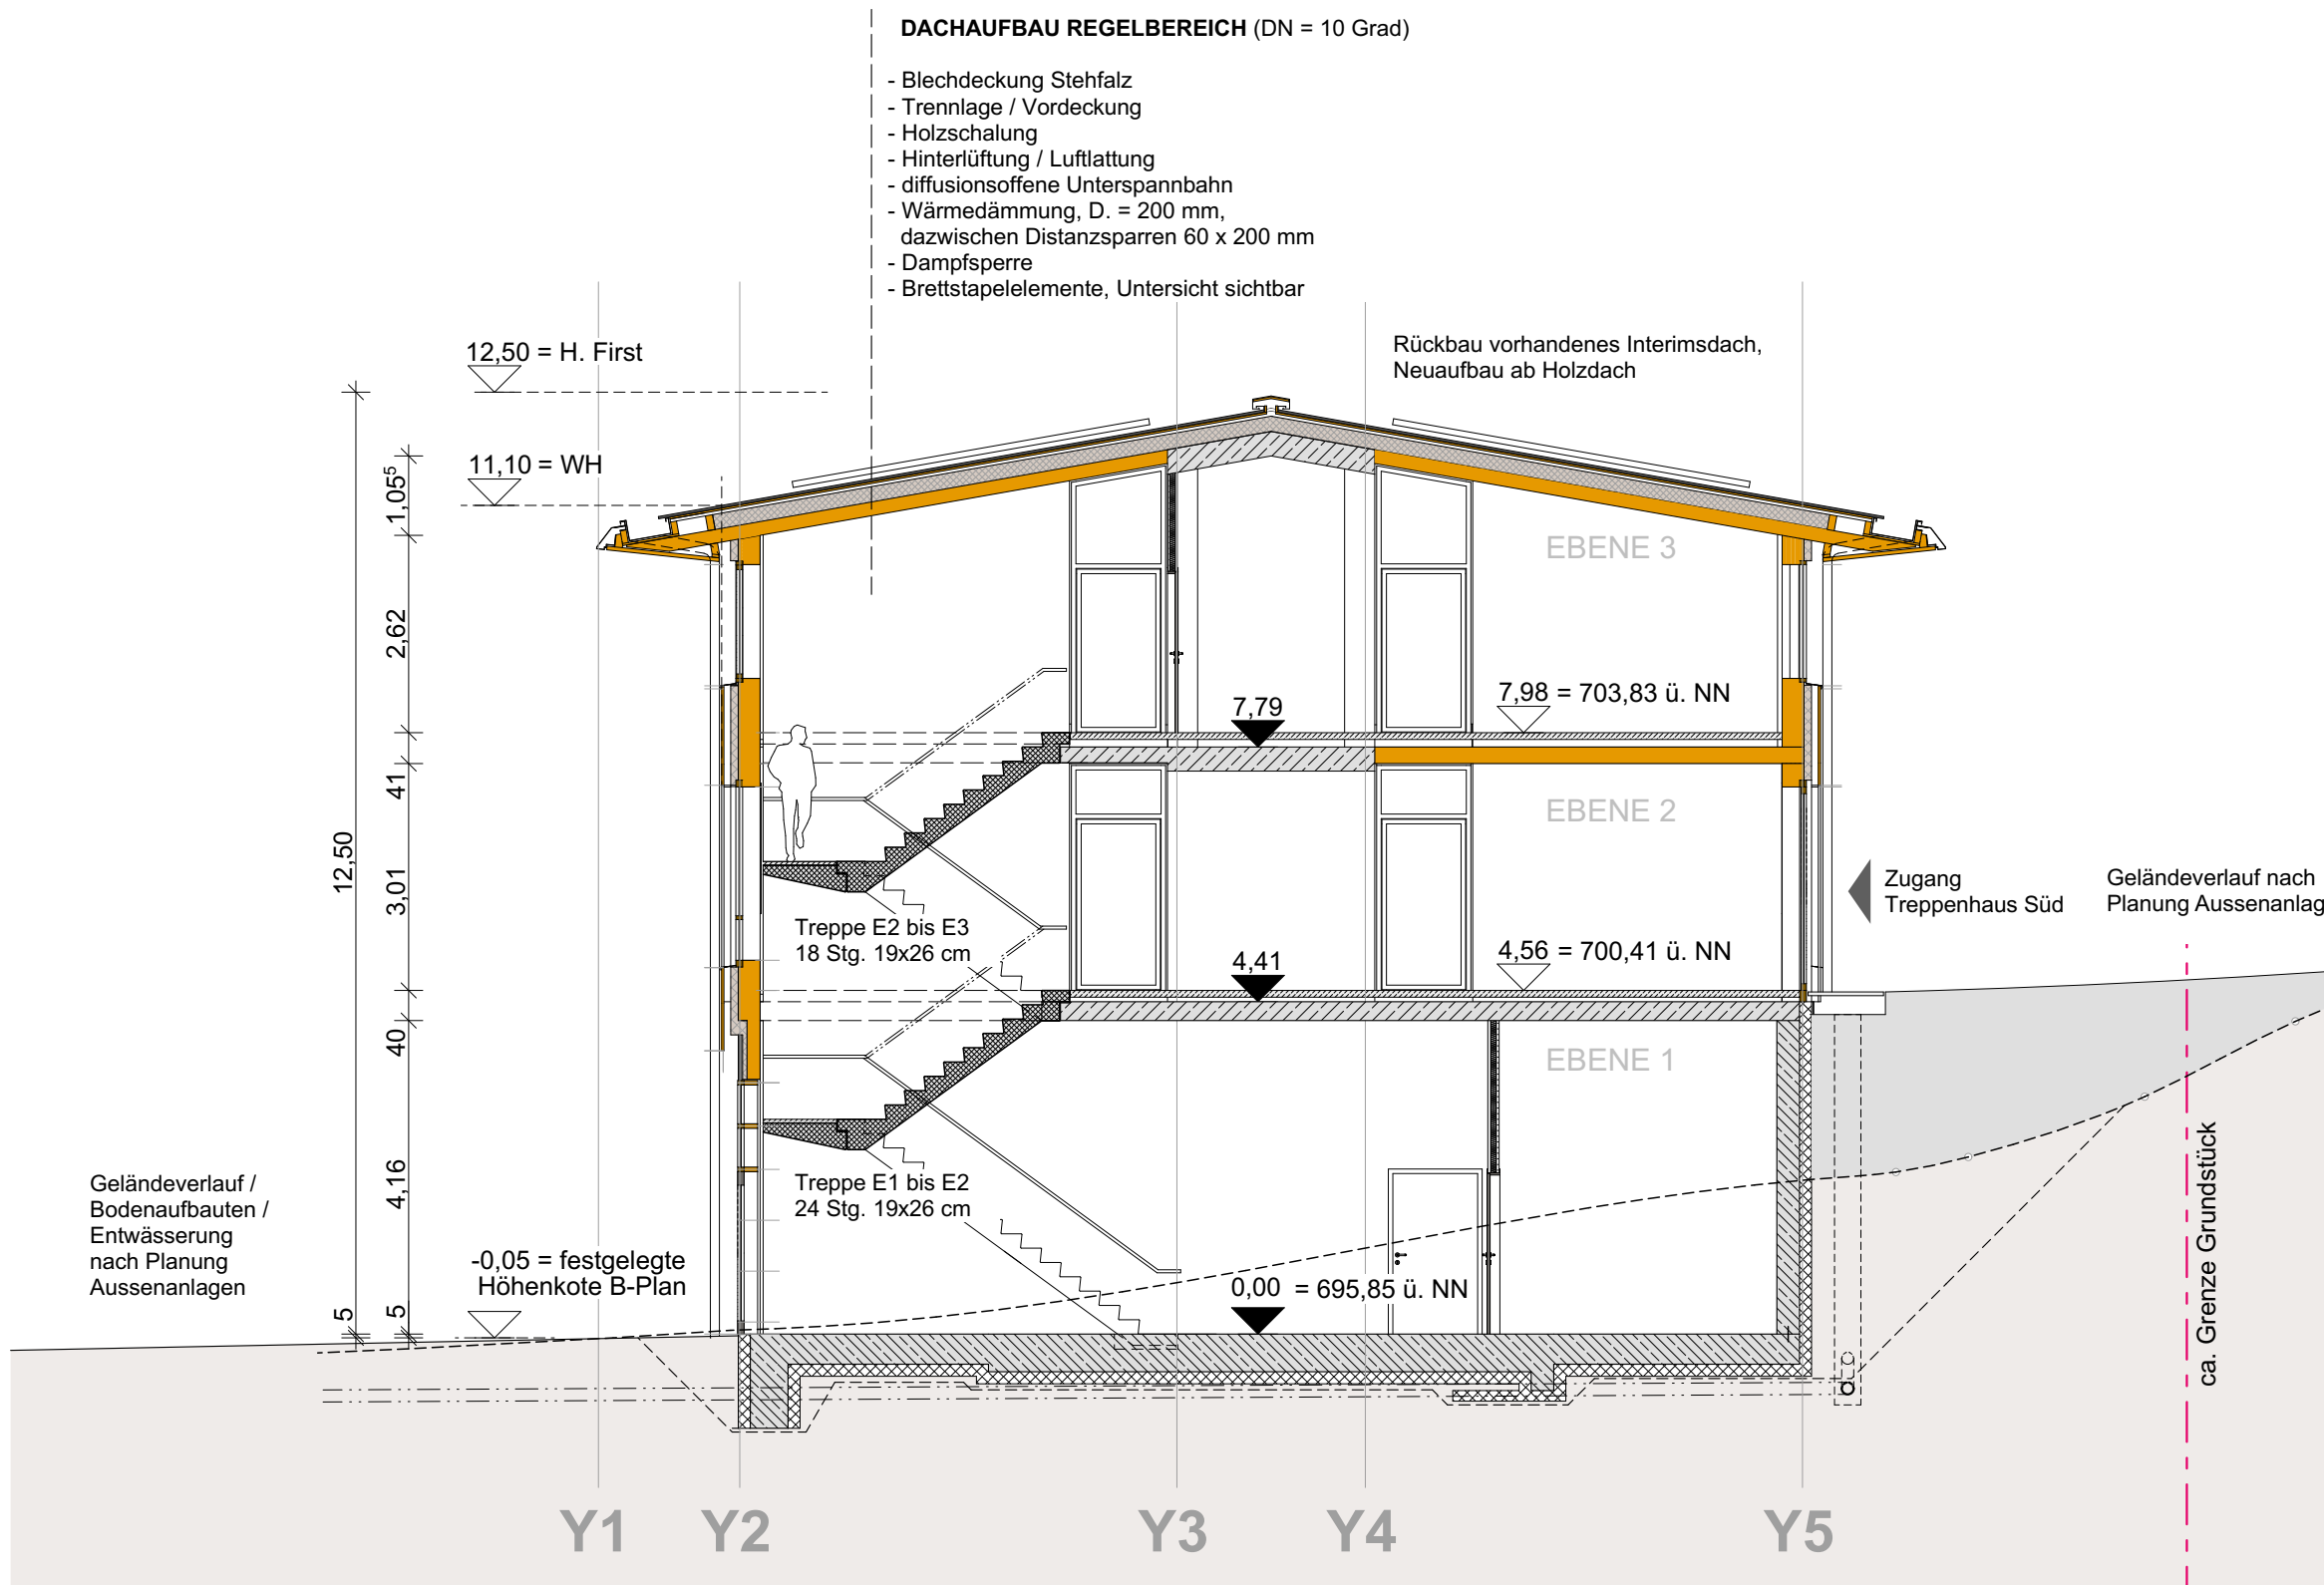 DACHAUFBAU REGELBEREICH (DN = 10 Grad)
- Blechdeckung Stehfalz
- Trennlage / Vordeckung
- Holzschalung
- Hinterlüftung / Luftlattung
- diffusionsoffene Unterspannbahn
- Wärmedämmung, D. = 200 mm,
dazwischen Distanzsparren 60 x 200 mm
- Dampfsperre
- Brettstapelelemente, Untersicht sichtbar
12,50 = H. First
Rückbau vorhandenes Interimsdach,
Neuaufbau ab Holzdach
11,10 = WH
1,05⁵
EBENE 3
2,62
7,79
7,98 = 703,83 ü. NN
41
EBENE 2
12,50
3,01
Zugang
Treppenhaus Süd
Geländeverlauf nach
Planung Aussenanlag
Treppe E2 bis E3
18 Stg. 19x26 cm
4,41
4,56 = 700,41 ü. NN
40
EBENE 1
4,16
Treppe E1 bis E2
24 Stg. 19x26 cm
Geländeverlauf /
Bodenaufbauten /
Entwässerung
nach Planung
Aussenanlagen
-0,05 = festgelegte
Höhenkote B-Plan
0,00 = 695,85 ü. NN
ca. Grenze Grundstück
5
5
Y1
Y2
Y3
Y4
Y5